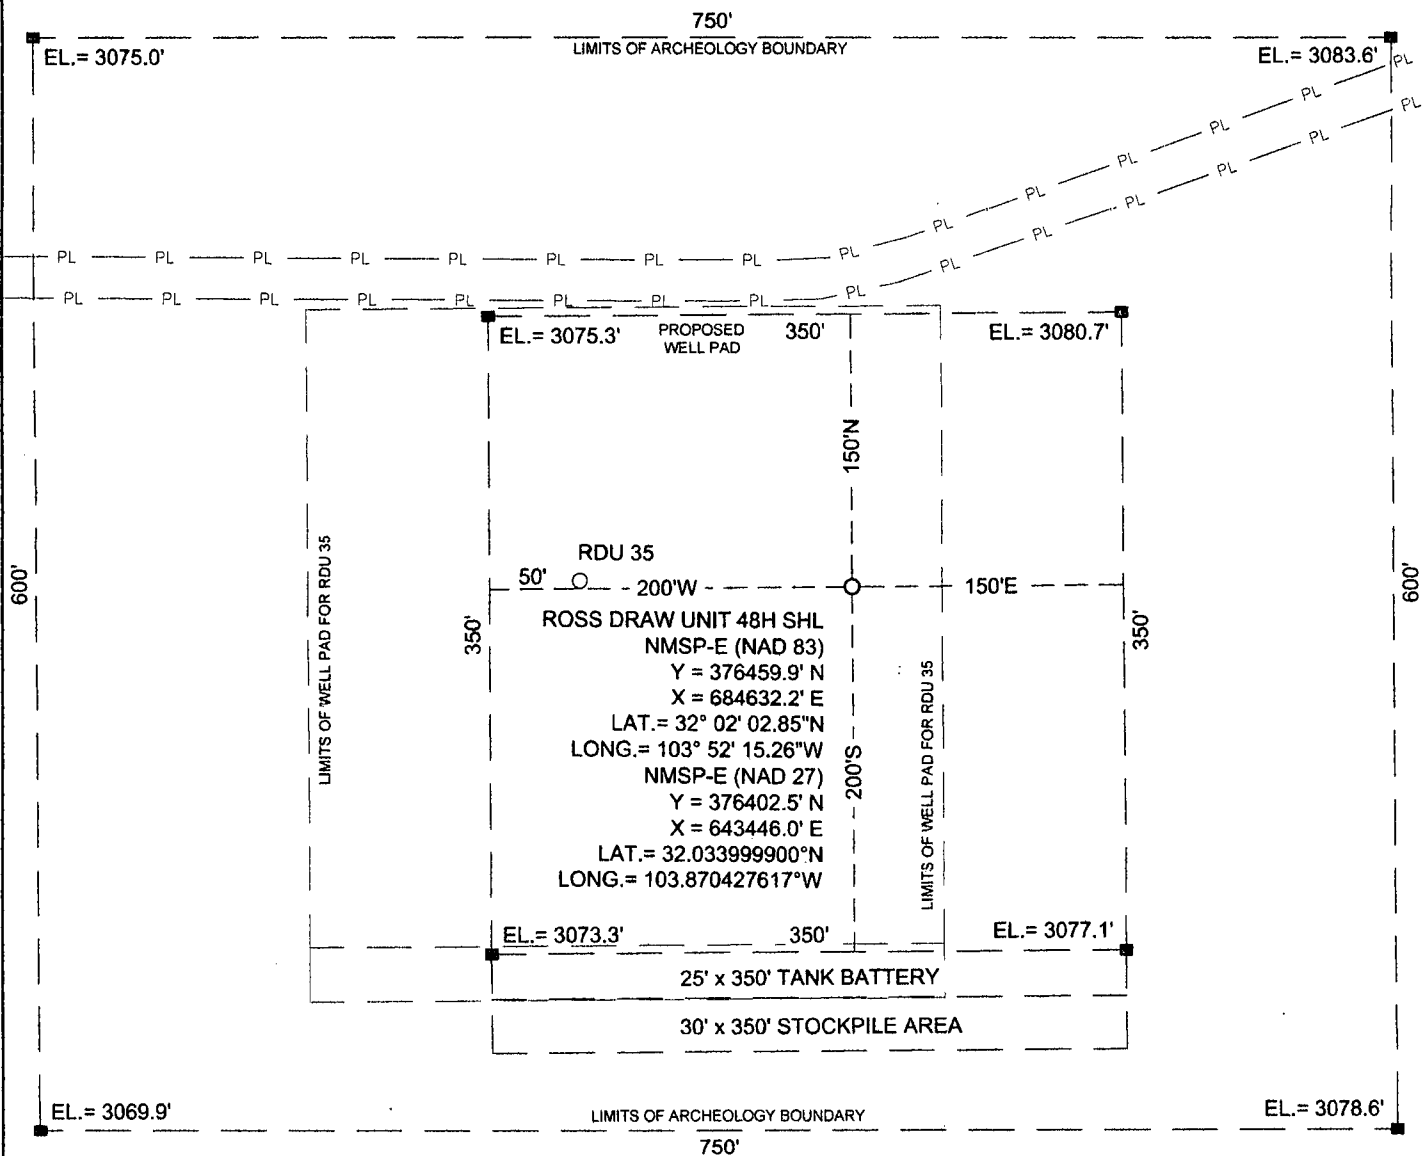 750'
LIMITS OF ARCHEOLOGY BOUNDARY
EL.= 3075.0'
EL.= 3083.6'
PL PL PL PL PL PL PL PL PL PL PL PL PL PL PL
PL PL PL PL PL PL PL PL PL PL PL PL PL PL PL
EL.= 3075.3'
PROPOSED
WELL PAD
350'
EL.= 3080.7'
150'N
600'
LIMITS OF WELL PAD FOR RDU 35
350'
RDU 35
50'
200'W
150'E
350'
600'
ROSS DRAW UNIT 48H SHL
NMSP-E (NAD 83)
Y = 376459.9' N
X = 684632.2' E
LAT.= 32° 02' 02.85"N
LONG.= 103° 52' 15.26"W
NMSP-E (NAD 27)
Y = 376402.5' N
X = 643446.0' E
LAT.= 32.033999900°N
LONG.= 103.870427617°W
200'S
LIMITS OF WELL PAD FOR RDU 35
EL.= 3073.3'
350'
EL.= 3077.1'
25' x 350' TANK BATTERY
30' x 350' STOCKPILE AREA
EL.= 3069.9'
LIMITS OF ARCHEOLOGY BOUNDARY
EL.= 3078.6'
750'